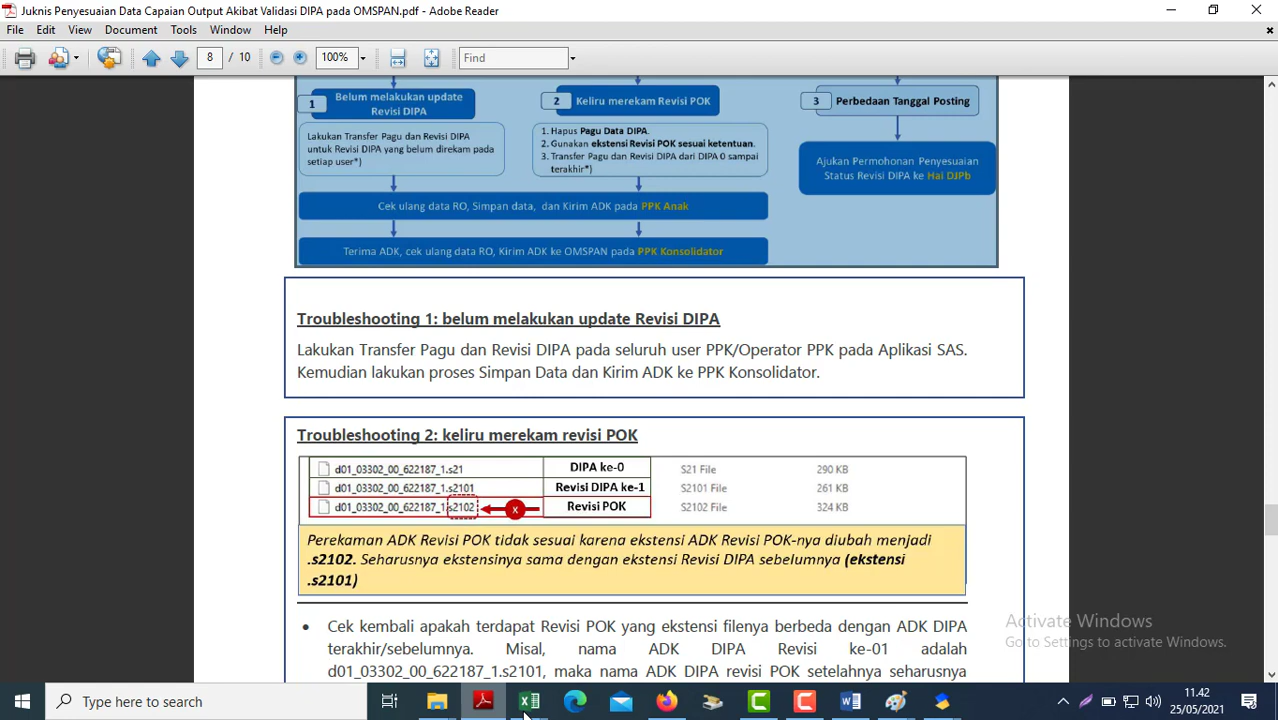 Juknis Penyesuaian Data Capaian Output Akibat Validasi DIPA pada OMSPAN.pdf - Adobe Reader
File Edit View Document Tools Window Help
8 / 10 100% Find
1 Belum melakukan update Revisi DIPA
2 Keliru merekam Revisi POK
3 Perbedaan Tanggal Posting
Lakukan Transfer Pagu dan Revisi DIPA
untuk Revisi DIPA yang belum direkam pada
setiap user*)
1. Hapus Pagu Data DIPA.
2. Gunakan ekstensi Revisi POK sesuai ketentuan.
3. Transfer Pagu dan Revisi DIPA dari DIPA 0 sampai
terakhir*)
Ajukan Permohonan Penyesuaian
Status Revisi DIPA ke Hai DJPb
Cek ulang data RO, Simpan data, dan Kirim ADK pada PPK Anak
Terima ADK, cek ulang data RO, Kirim ADK ke OMSPAN pada PPK Konsolidator
Troubleshooting 1: belum melakukan update Revisi DIPA
Lakukan Transfer Pagu dan Revisi DIPA pada seluruh user PPK/Operator PPK pada Aplikasi SAS.
Kemudian lakukan proses Simpan Data dan Kirim ADK ke PPK Konsolidator.
Troubleshooting 2: keliru merekam revisi POK
d01_03302_00_622187_1.s21 DIPA ke-0 S21 File 290 KB
d01_03302_00_622187_1.s2101 Revisi DIPA ke-1 S2101 File 261 KB
d01_03302_00_622187_1.s2102 x Revisi POK S2102 File 324 KB
Perekaman ADK Revisi POK tidak sesuai karena ekstensi ADK Revisi POK-nya diubah menjadi
.s2102. Seharusnya ekstensinya sama dengan ekstensi Revisi DIPA sebelumnya (ekstensi
.s2101)
• Cek kembali apakah terdapat Revisi POK yang ekstensi filenya berbeda dengan ADK DIPA
terakhir/sebelumnya. Misal, nama ADK DIPA Revisi ke-01 adalah
d01_03302_00_622187_1.s2101, maka nama ADK DIPA revisi POK setelahnya seharusnya
Activate Windows
Go to Settings to activate Windows.
Type here to search
11.42
25/05/2021